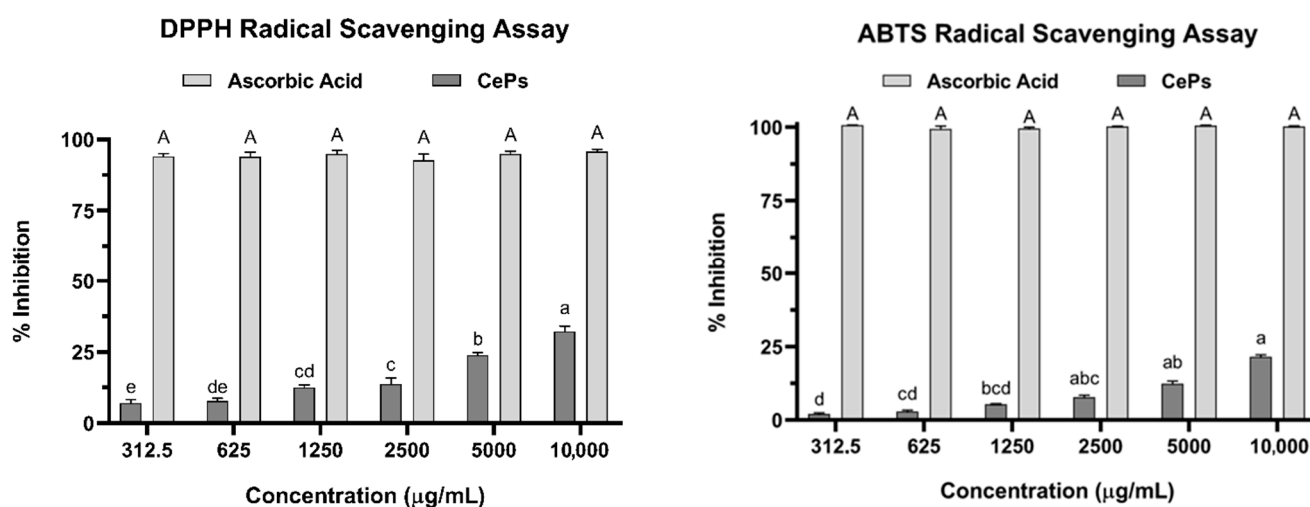 DPPH Radical Scavenging Assay
Ascorbic Acid CePs
% Inhibition
100
75
50
25
0
A A A A A A
e de cd c b a
312.5 625 1250 2500 5000 10,000
Concentration (μg/mL)
ABTS Radical Scavenging Assay
Ascorbic Acid CePs
% Inhibition
100
75
50
25
0
A A A A A A
d cd bcd abc ab a
312.5 625 1250 2500 5000 10,000
Concentration (μg/mL)